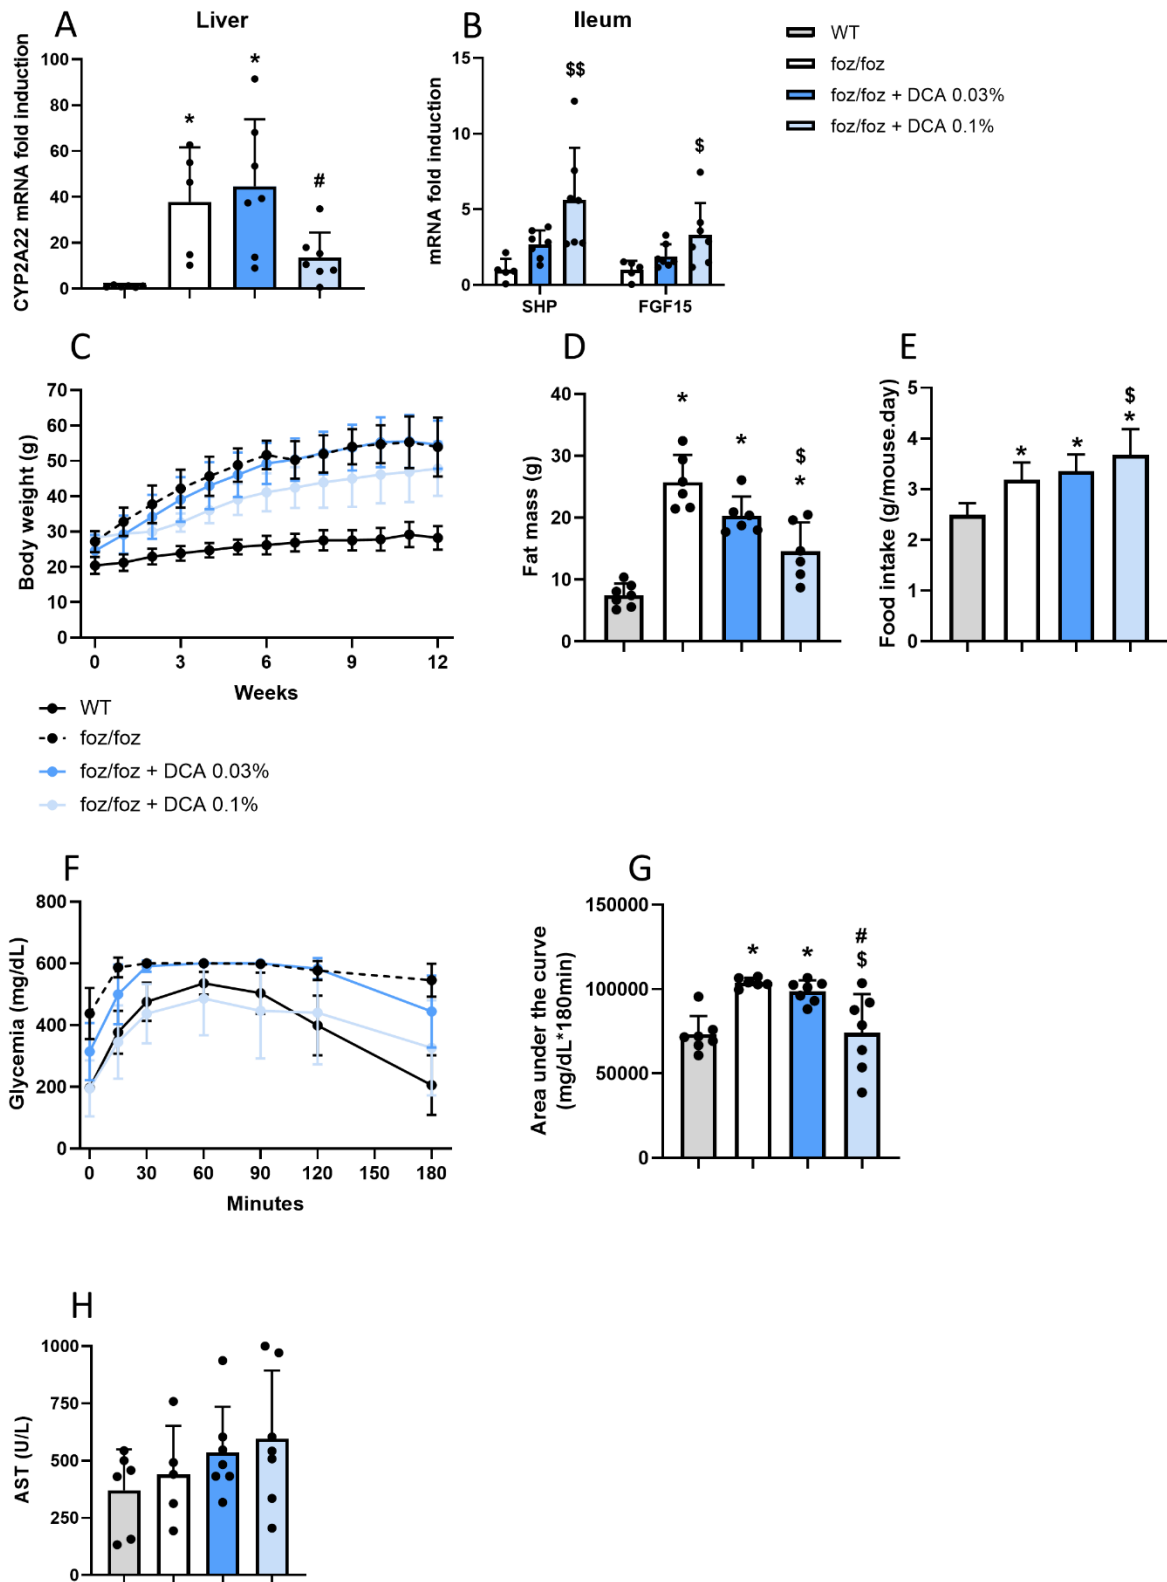 A
Liver
CYP2A22 mRNA fold induction
100
80
60
40
20
0
*
*
#
B
Ileum
mRNA fold induction
15
10
5
0
$$
$
SHP
FGF15
WT
foz/foz
foz/foz + DCA 0.03%
foz/foz + DCA 0.1%
C
Body weight (g)
70
60
50
40
30
20
10
0
0
3
6
9
12
Weeks
WT
foz/foz
foz/foz + DCA 0.03%
foz/foz + DCA 0.1%
D
Fat mass (g)
40
30
20
10
0
*
*
$
*
E
Food intake (g/mouse.day)
5
4
3
2
1
0
*
*
$
*
F
Glycemia (mg/dL)
800
600
400
200
0
0
30
60
90
120
150
180
Minutes
G
Area under the curve
(mg/dL*180min)
150000
100000
50000
0
*
*
#
$
H
AST (U/L)
1000
750
500
250
0